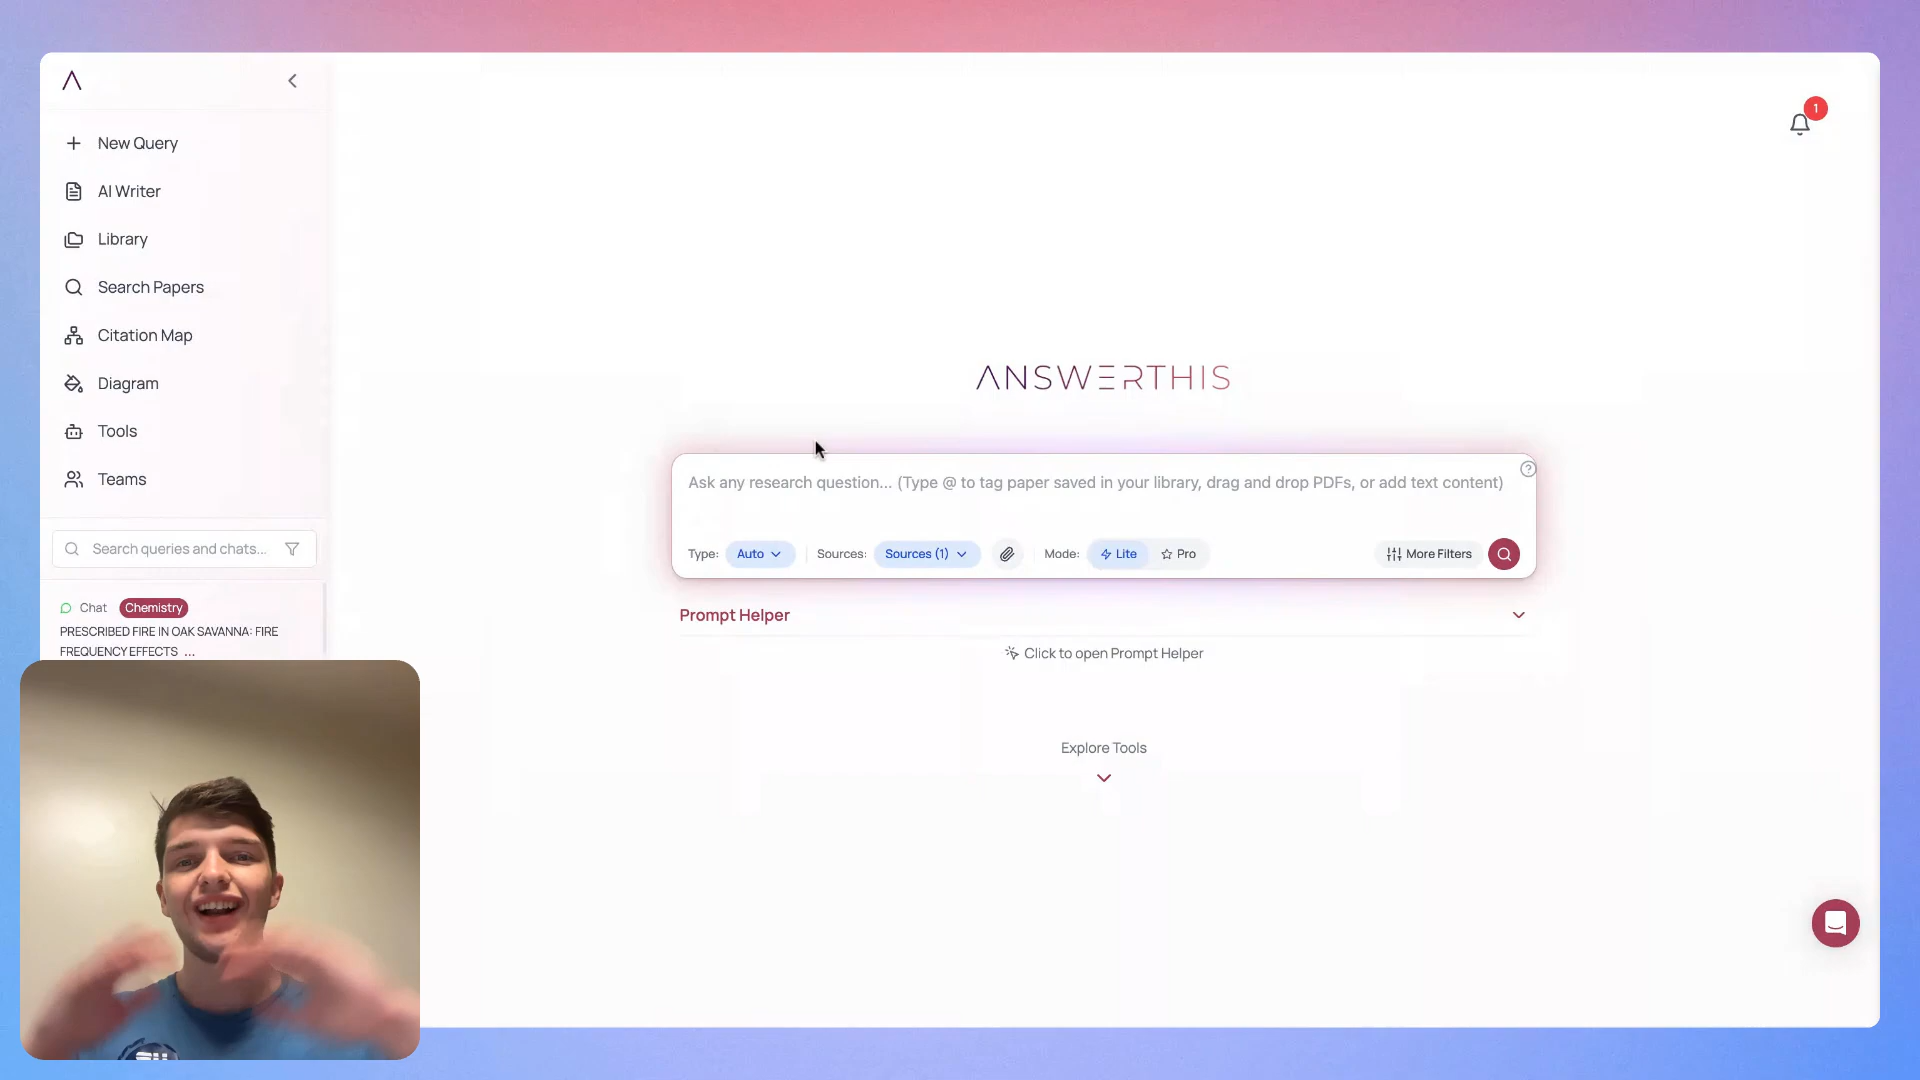 New Query
AI Writer
Library
Search Papers
Citation Map
Diagram
Tools
Teams
Search queries and chats...
Chat Chemistry
PRESCRIBED FIRE IN OAK SAVANNA: FIRE
FREQUENCY EFFECTS ...
1
ANSWERTHIS
Ask any research question... (Type @ to tag paper saved in your library, drag and drop PDFs, or add text content)
Type: Auto Sources: Sources (1) Mode: Lite Pro More Filters
Prompt Helper
Click to open Prompt Helper
Explore Tools